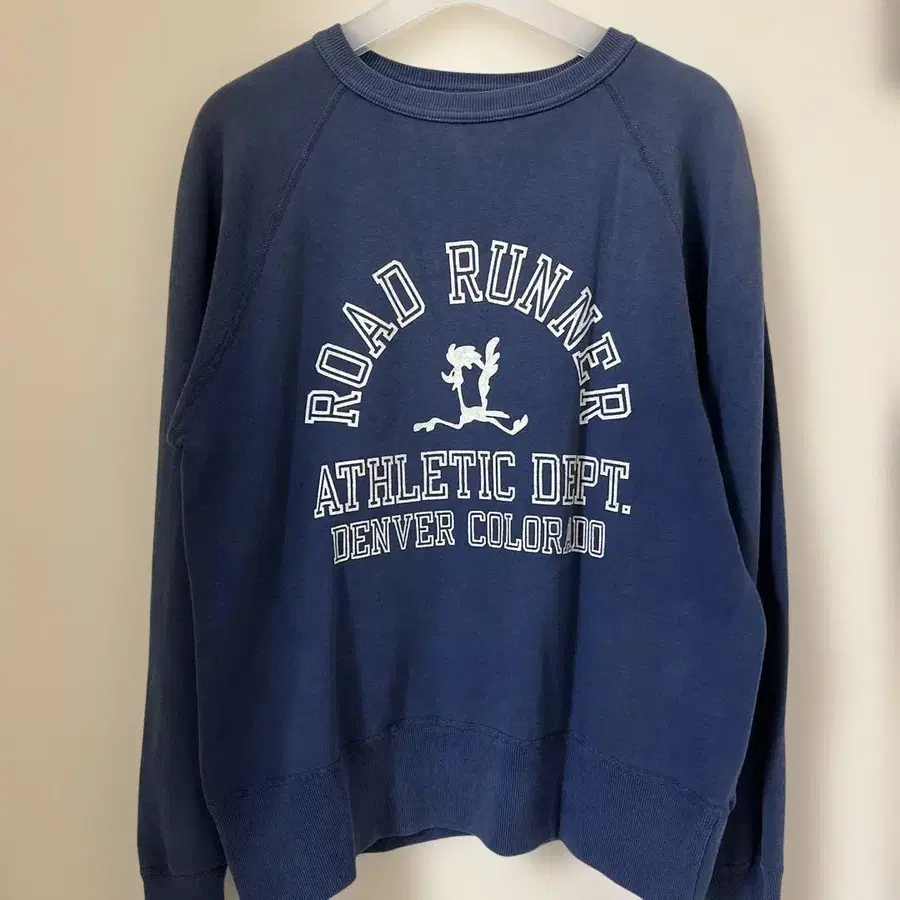 ROAD RUNNER
ATHLETIC DEPT.
DENVER COLORADO